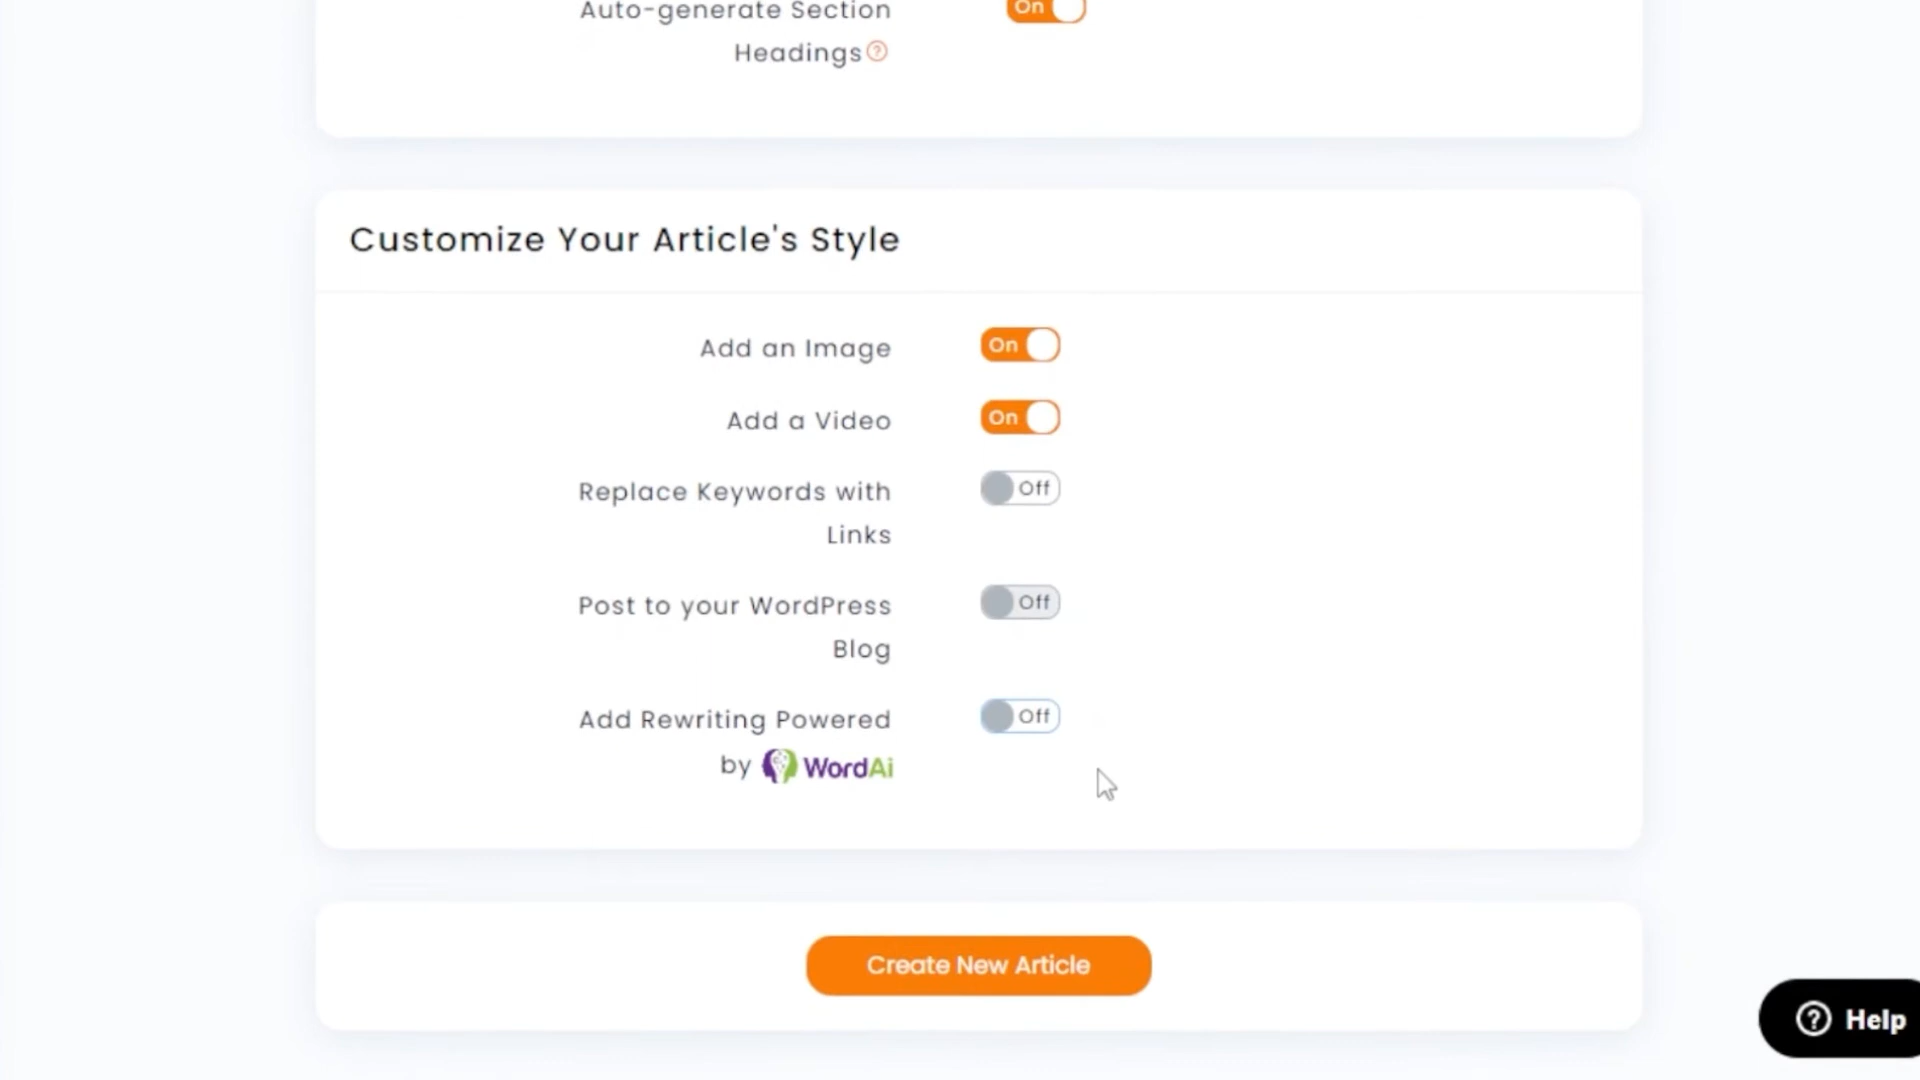 Auto-generate Section
On
Headings
Customize Your Article's Style
Add an Image
On
Add a Video
On
Replace Keywords with
Off
Links
Post to your WordPress
Off
Blog
Add Rewriting Powered
Off
by WordAi
Create New Article
Help